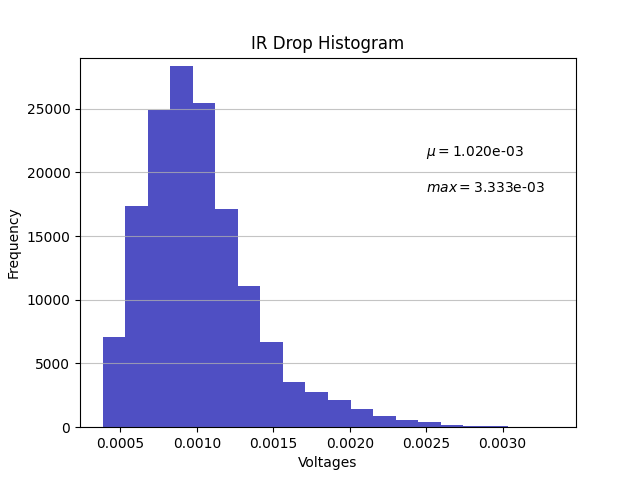 IR Drop Histogram
Frequency
25000
20000
15000
10000
5000
0
μ = 1.020e-03
max = 3.333e-03
0.0005 0.0010 0.0015 0.0020 0.0025 0.0030
Voltages